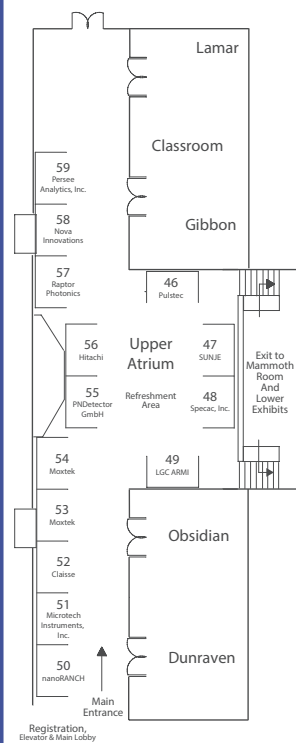 Lamar
Classroom
Gibbon
59
Persee
Analytics, Inc.
58
Nova
Innovations
57
Raptor
Photonics
46
Pulstec
56
Hitachi
Upper
Atrium
47
SUNJE
55
PNDetector
GmbH
Refreshment
Area
48
Specac, Inc.
Exit to
Mammoth
Room
And
Lower
Exhibits
54
Moxtek
49
LGC ARMI
53
Moxtek
Obsidian
52
Claisse
51
Microtech
Instruments,
Inc.
50
nanoRANCH
Dunraven
Main
Entrance
Registration,
Elevator & Main Lobby